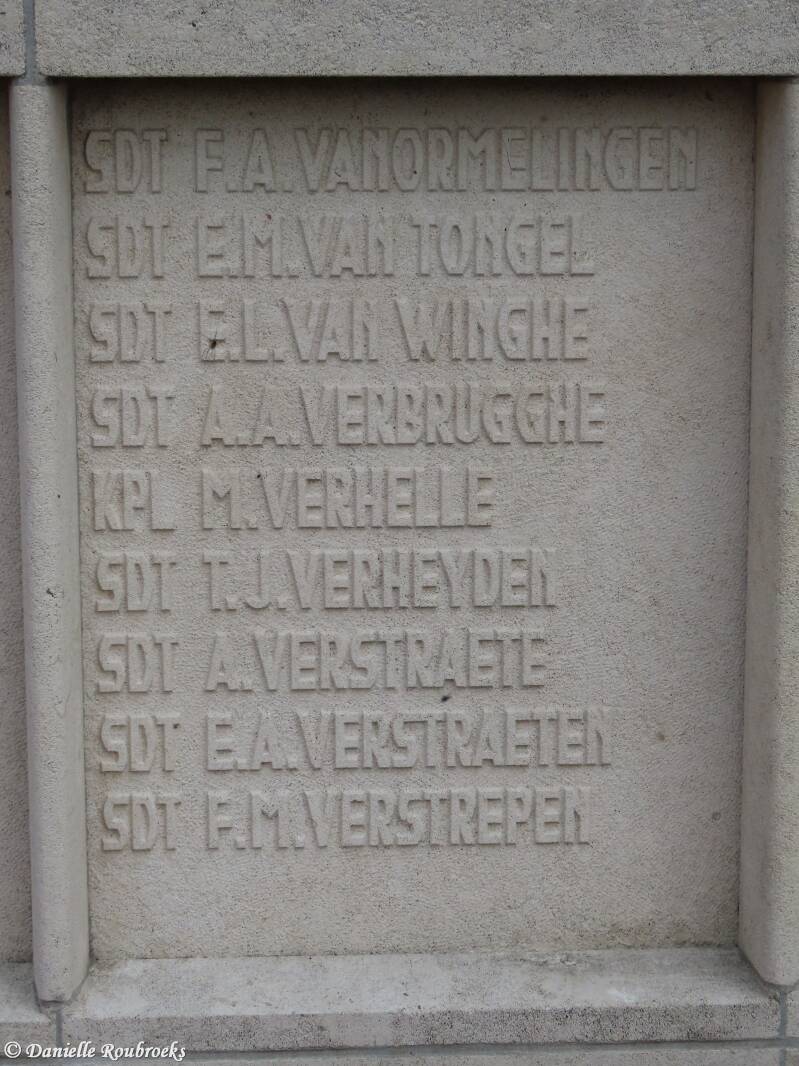 SDT F.A.VANORMELINGEN
SDT E.M.VAN TONGEL
SDT E.L.VAN WINGHE
SDT A.A.VERBRUGGHE
KPL M.VERHELLE
SDT T.J.VERHEYDEN
SDT A.VERSTRAETE
SDT E.A.VERSTRAETEN
SDT F.M.VERSTREPEN
© Danielle Roubroeks